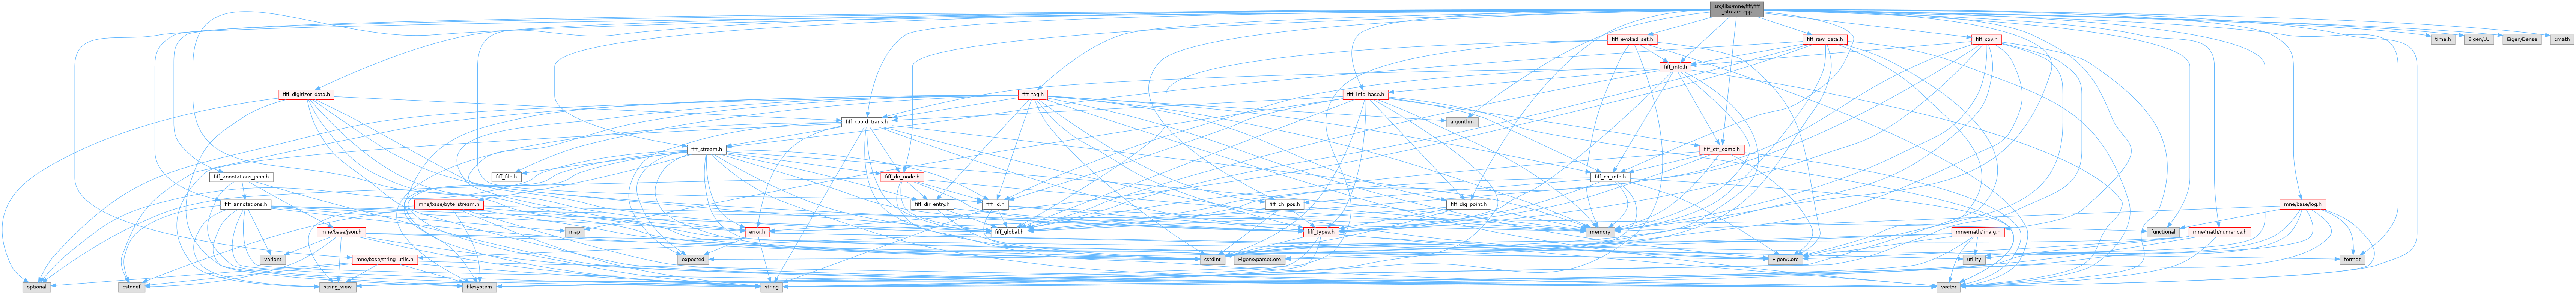 src/libs/mne/fiff/fiff
_stream.cpp
fiff_evoked_set.h
fiff_raw_data.h
fiff_cov.h
time.h
Eigen/LU
Eigen/Dense
cmath
fiff_info.h
fiff_digitizer_data.h
fiff_tag.h
fiff_info_base.h
fiff_coord_trans.h
algorithm
fiff_stream.h
fiff_ctf_comp.h
fiff_annotations_json.h
fiff_file.h
fiff_dir_node.h
fiff_ch_info.h
fiff_annotations.h
mne/base/byte_stream.h
fiff_dir_entry.h
fiff_id.h
fiff_ch_pos.h
fiff_dig_point.h
mne/base/log.h
mne/base/json.h
map
error.h
fiff_global.h
fiff_types.h
memory
mne/math/linalg.h
functional
mne/math/numerics.h
variant
mne/base/string_utils.h
expected
cstdint
Eigen/SparseCore
Eigen/Core
utility
format
optional
cstddef
string_view
filesystem
string
vector